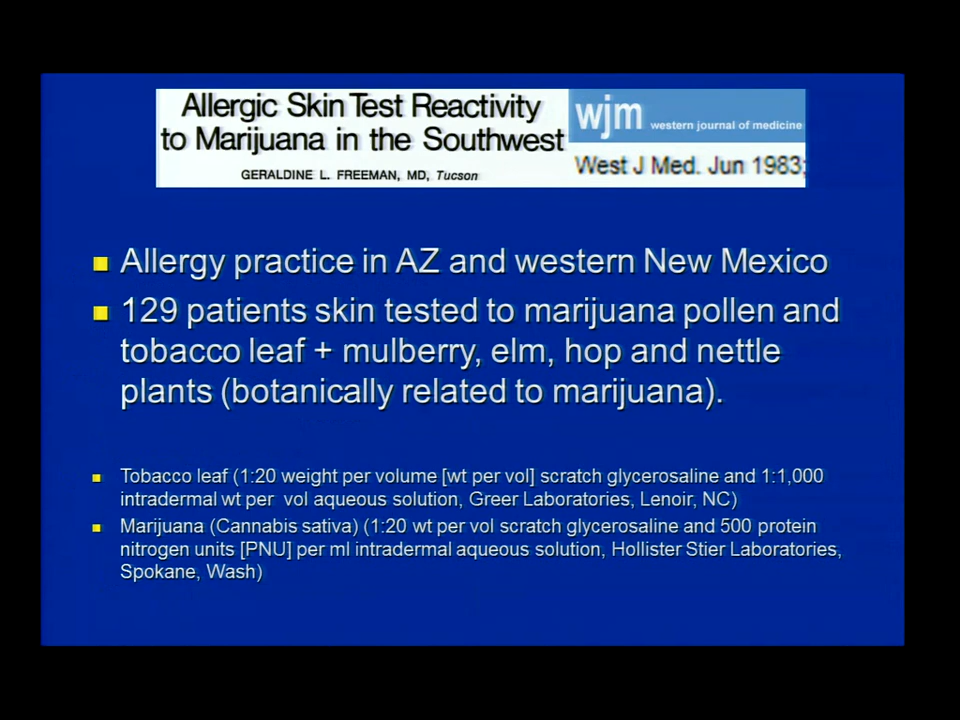 Allergic Skin Test Reactivity
to Marijuana in the Southwest
GERALDINE L. FREEMAN, MD, Tucson
wjm western journal of medicine
West J Med. Jun 1983;
Allergy practice in AZ and western New Mexico
129 patients skin tested to marijuana pollen and
tobacco leaf + mulberry, elm, hop and nettle
plants (botanically related to marijuana).
Tobacco leaf (1:20 weight per volume [wt per vol] scratch glycerosaline and 1:1,000
intradermal wt per vol aqueous solution, Greer Laboratories, Lenoir, NC)
Marijuana (Cannabis sativa) (1:20 wt per vol scratch glycerosaline and 500 protein
nitrogen units [PNU] per ml intradermal aqueous solution, Hollister Stier Laboratories,
Spokane, Wash)